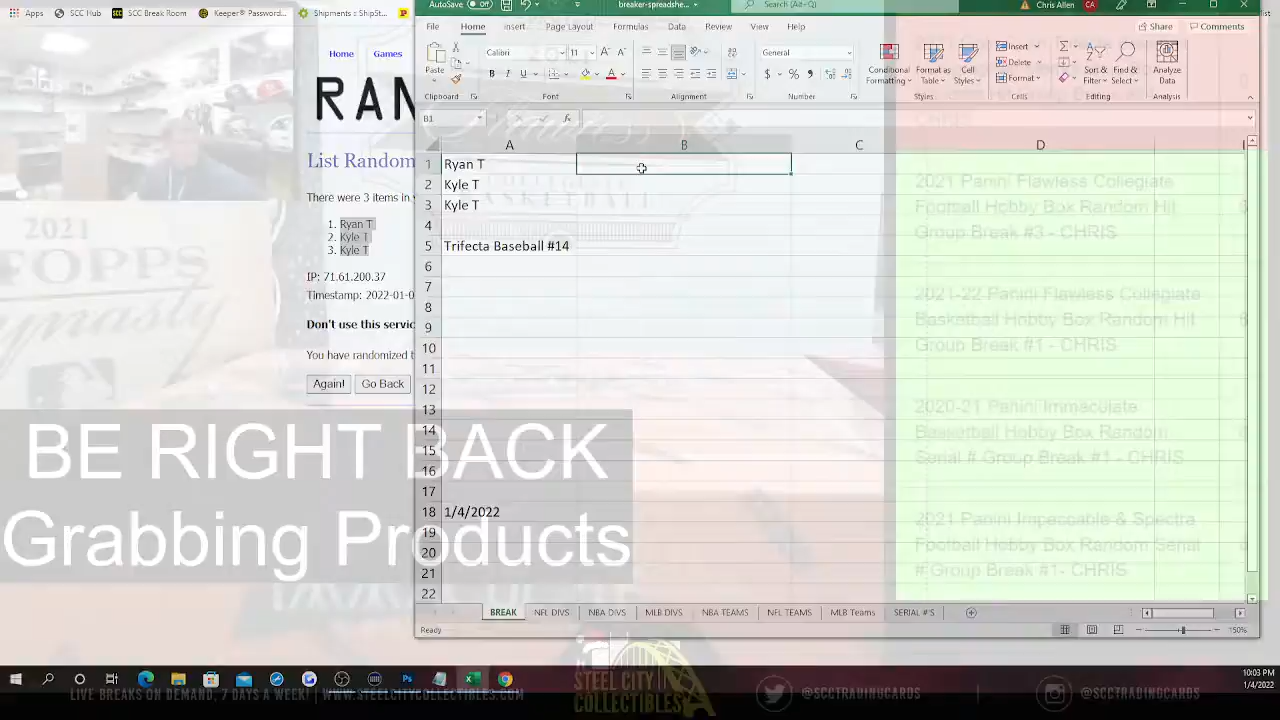 Apps SCC Hub SCC Break Room Keeper® Password... Shipments – ShipSt...
AutoSave Off breaker-spreadshe... Search (Alt+Q) Chris Allen CA
File Home Insert Page Layout Formulas Data Review View Help Share Comments
Home Games
Paste Calibri 11 General Conditional Formatting Format as Table Cell Styles Insert Delete Format Sort & Filter Find & Select Analyze Data
Clipboard Font Alignment Number Styles Cells Editing Analysis
RAN
B1 fx
A B C D
List Random
There were 3 items in
1. Ryan T
2. Kyle T
3. Kyle T
IP: 71.61.200.37
Timestamp: 2022-01-0
Don't use this servic
You have randomized t
Again! Go Back
1 Ryan T
2 Kyle T
3 Kyle T
4
5 Trifecta Baseball #14
6
7
8
9
10
11
12
13
14
15
16
17
18 1/4/2022
19
20
21
22
BASKETBALL
2021 Panini Flawless Collegiate
Football Hobby Box Random Hit
Group Break #3 - CHRIS
2021-22 Panini Flawless Collegiate
Basketball Hobby Box Random Hit
Group Break #1 - CHRIS
2020-21 Panini Immaculate
Basketball Hobby Box Random
Serial # Group Break #1 - CHRIS
2021 Panini Impeccable & Spectra
Football Hobby Box Random Serial
# Group Break #1- CHRIS
2021
TOPPS
Dynasty
BE RIGHT BACK
Grabbing Products
BREAK NFL DIVS NBA DIVS MLB DIVS NBA TEAMS NFL TEAMS MLB Teams SERIAL #'S
Ready 150%
10:03 PM
1/4/2022
LIVE BREAKS ON DEMAND, 7 DAYS A WEEK! | WWW.STEELCITYCOLLECTIBLES.COM
STEEL CITY
COLLECTIBLES
@SCCTRADINGCARDS | @SCCTRADINGCARDS